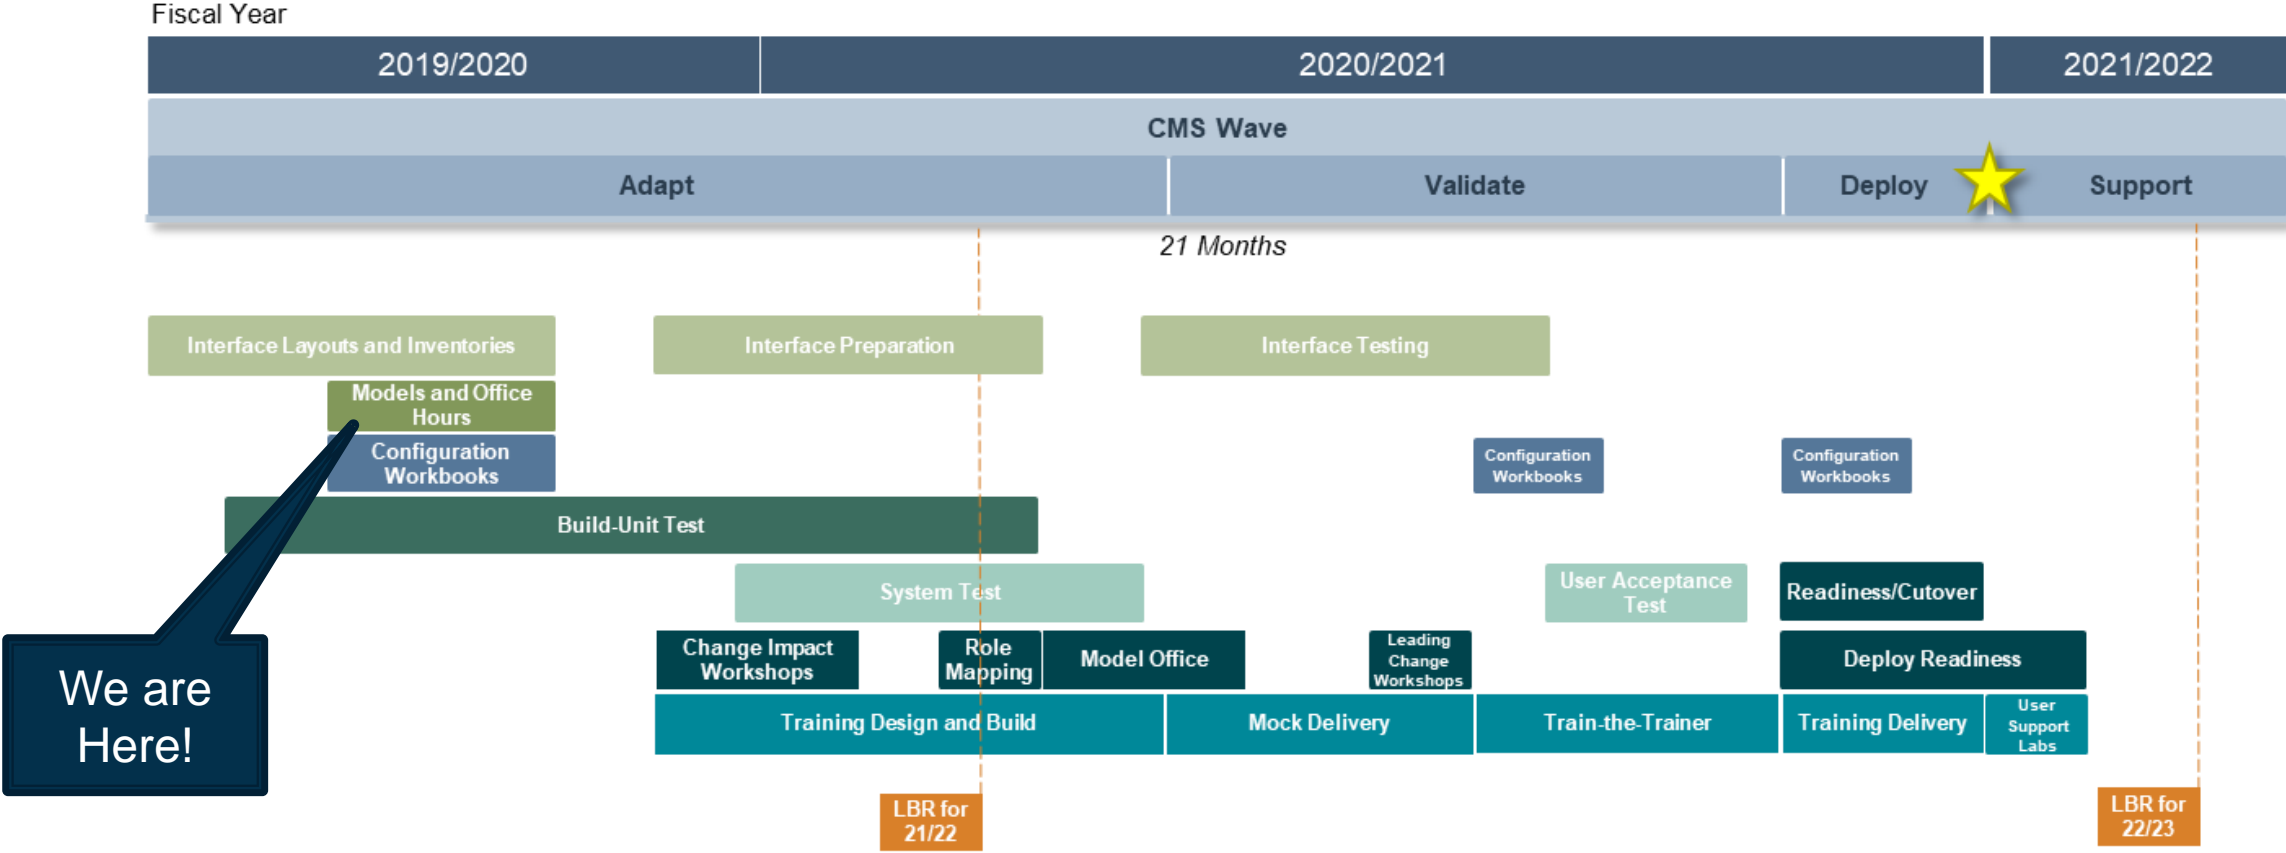 Fiscal Year
2019/2020
2020/2021
2021/2022
CMS Wave
Adapt
Validate
Deploy
Support
21 Months
Interface Layouts and Inventories
Interface Preparation
Interface Testing
Models and Office
Hours
Configuration
Workbooks
Configuration
Workbooks
Configuration
Workbooks
Build-Unit Test
System Test
User Acceptance
Test
Readiness/Cutover
Change Impact
Workshops
Role
Mapping
Model Office
Leading
Change
Workshops
Deploy Readiness
We are
Here!
Training Design and Build
Mock Delivery
Train-the-Trainer
Training Delivery
User
Support
Labs
LBR for
21/22
LBR for
22/23